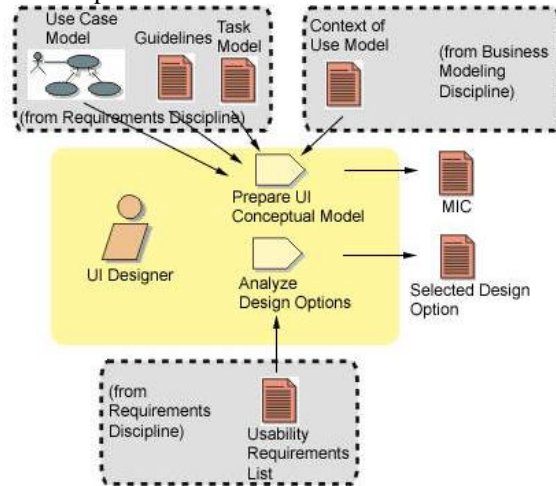 Use Case
Model
Guidelines
Task
Model
(from Requirements Discipline)
Context of
Use Model
(from Business
Modeling
Discipline)
Prepare UI
Conceptual Model
MIC
UI Designer
Analyze
Design Options
Selected Design
Option
(from
Requirements
Discipline)
Usability
Requirements
List